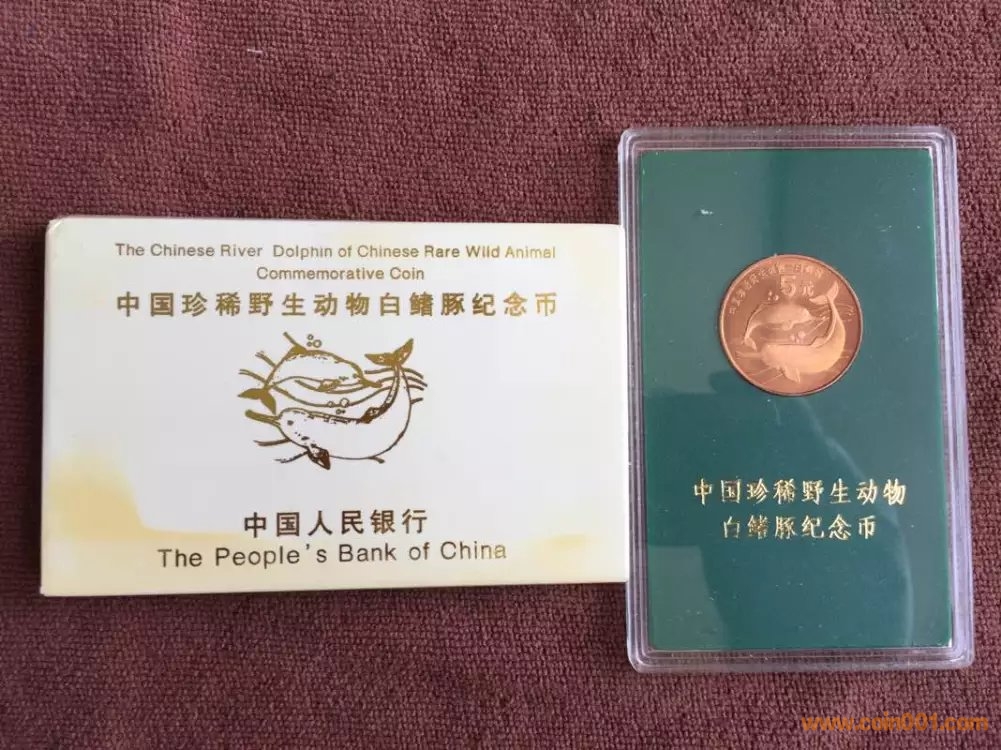 The Chinese River Dolphin of Chinese Rare Wild Animal
Commemorative Coin
中国珍稀野生动物白鳍豚纪念币
中国人民银行
The People's Bank of China
5元
中国珍稀野生动物
白鳍豚纪念币
www.coin001.com